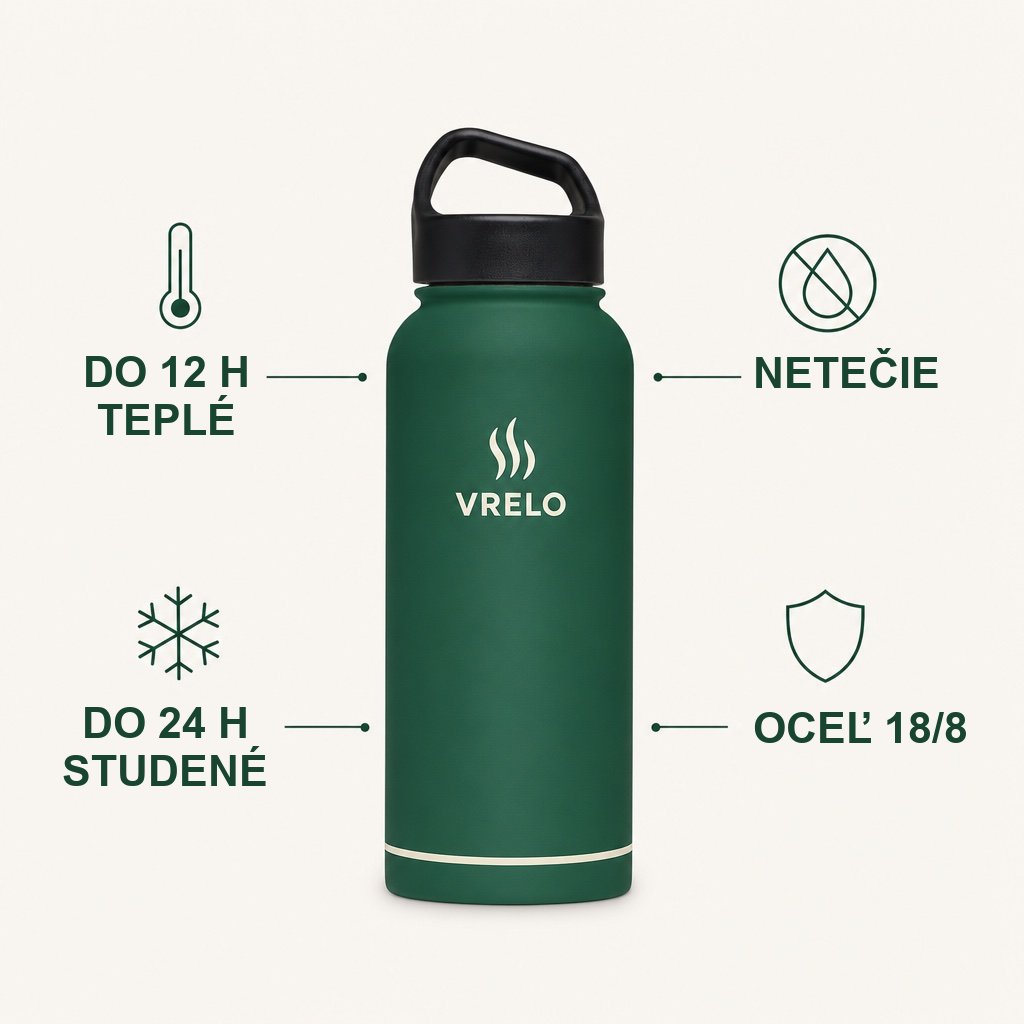 DO 12 H
TEPLÉ
NETEČIE
VRELO
DO 24 H
STUDENÉ
OCEĽ 18/8